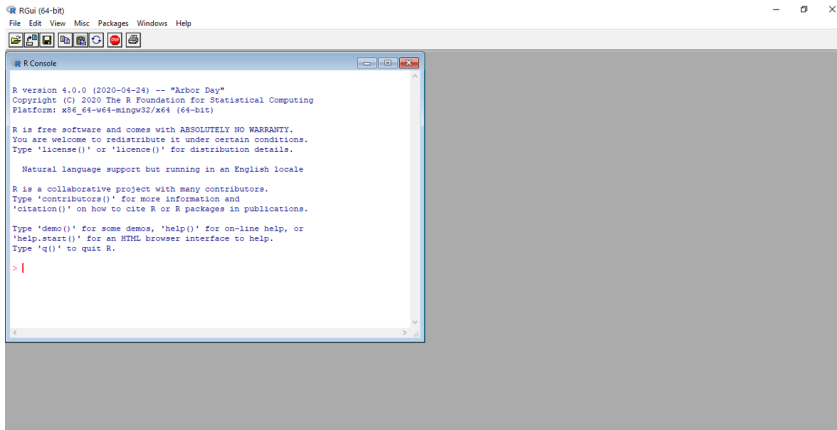 RGui (64-bit)
File Edit View Misc Packages Windows Help
STOP
R Console
R version 4.0.0 (2020-04-24) -- "Arbor Day"
Copyright (C) 2020 The R Foundation for Statistical Computing
Platform: x86_64-w64-mingw32/x64 (64-bit)
R is free software and comes with ABSOLUTELY NO WARRANTY.
You are welcome to redistribute it under certain conditions.
Type 'license()' or 'licence()' for distribution details.
Natural language support but running in an English locale
R is a collaborative project with many contributors.
Type 'contributors()' for more information and
'citation()' on how to cite R or R packages in publications.
Type 'demo()' for some demos, 'help()' for on-line help, or
'help.start()' for an HTML browser interface to help.
Type 'q()' to quit R.
>